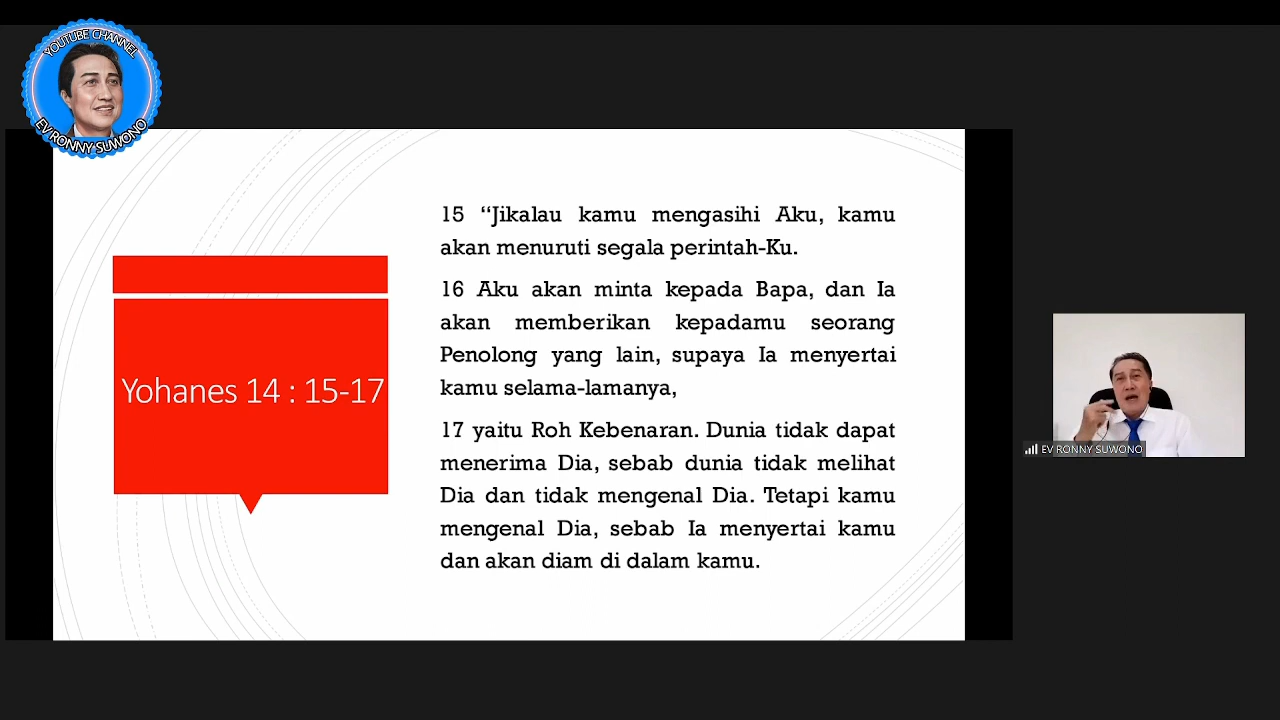 YOUTUBE CHANNEL
EV RONNY SUWONO
Yohanes 14 : 15-17
15 “Jikalau kamu mengasihi Aku, kamu
akan menuruti segala perintah-Ku.
16 Aku akan minta kepada Bapa, dan Ia
akan memberikan kepadamu seorang
Penolong yang lain, supaya Ia menyertai
kamu selama-lamanya,
17 yaitu Roh Kebenaran. Dunia tidak dapat
menerima Dia, sebab dunia tidak melihat
Dia dan tidak mengenal Dia. Tetapi kamu
mengenal Dia, sebab Ia menyertai kamu
dan akan diam di dalam kamu.
EV RONNY SUWONO